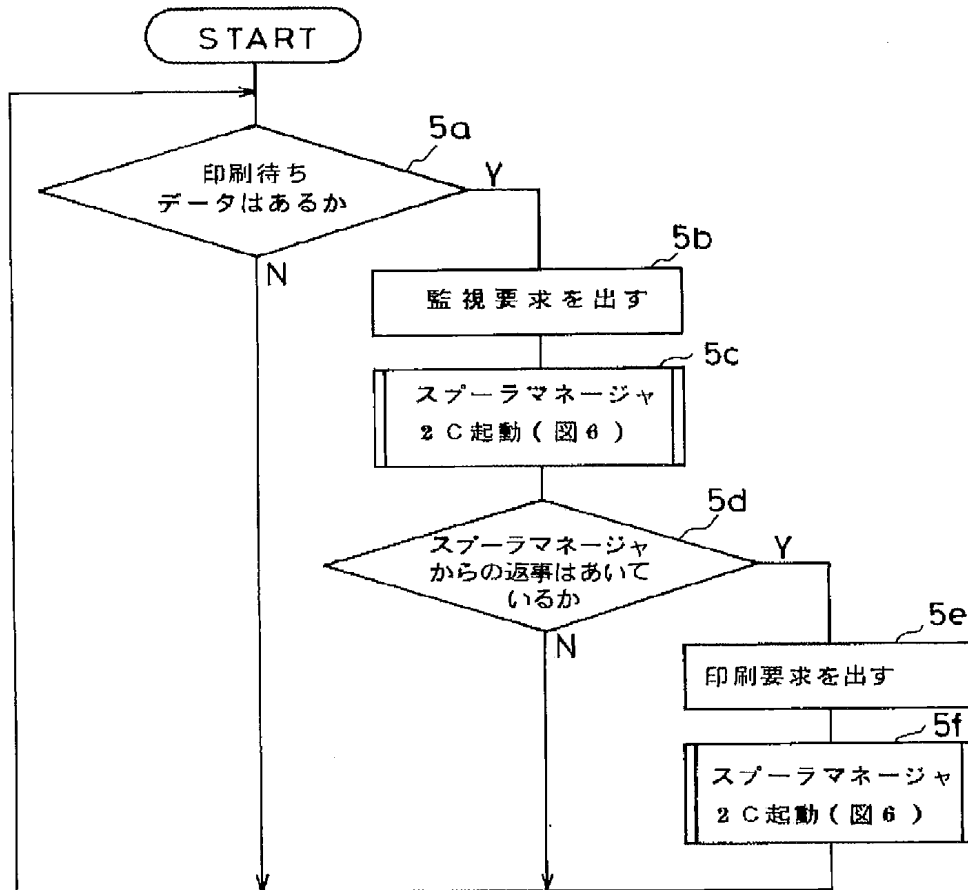 START
5a
印刷待ち
データはあるか
Y
N
5b
監視要求を出す
5c
スプーラマネージャ
2C起動(図6)
5d
スプーラマネージャ
からの返事はあいて
いるか
Y
N
5e
印刷要求を出す
5f
スプーラマネージャ
2C起動(図6)